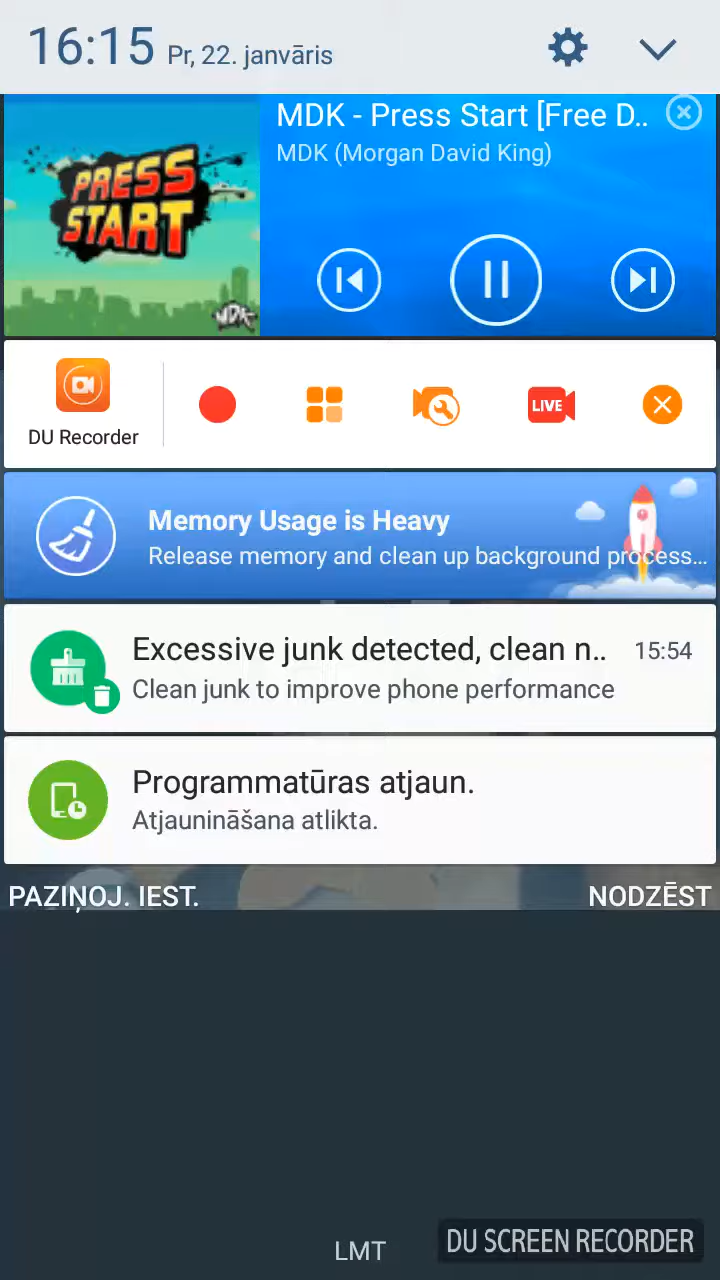 16:15 Pr, 22. janvāris
PRESS
START
MDK
MDK - Press Start [Free D..
MDK (Morgan David King)
DU Recorder
LIVE
Memory Usage is Heavy
Release memory and clean up background process...
Excessive junk detected, clean n.. 15:54
Clean junk to improve phone performance
Programmatūras atjaun.
Atjaunināšana atlikta.
PAZIŅOJ. IEST. NODZĒST
LMT
DU SCREEN RECORDER